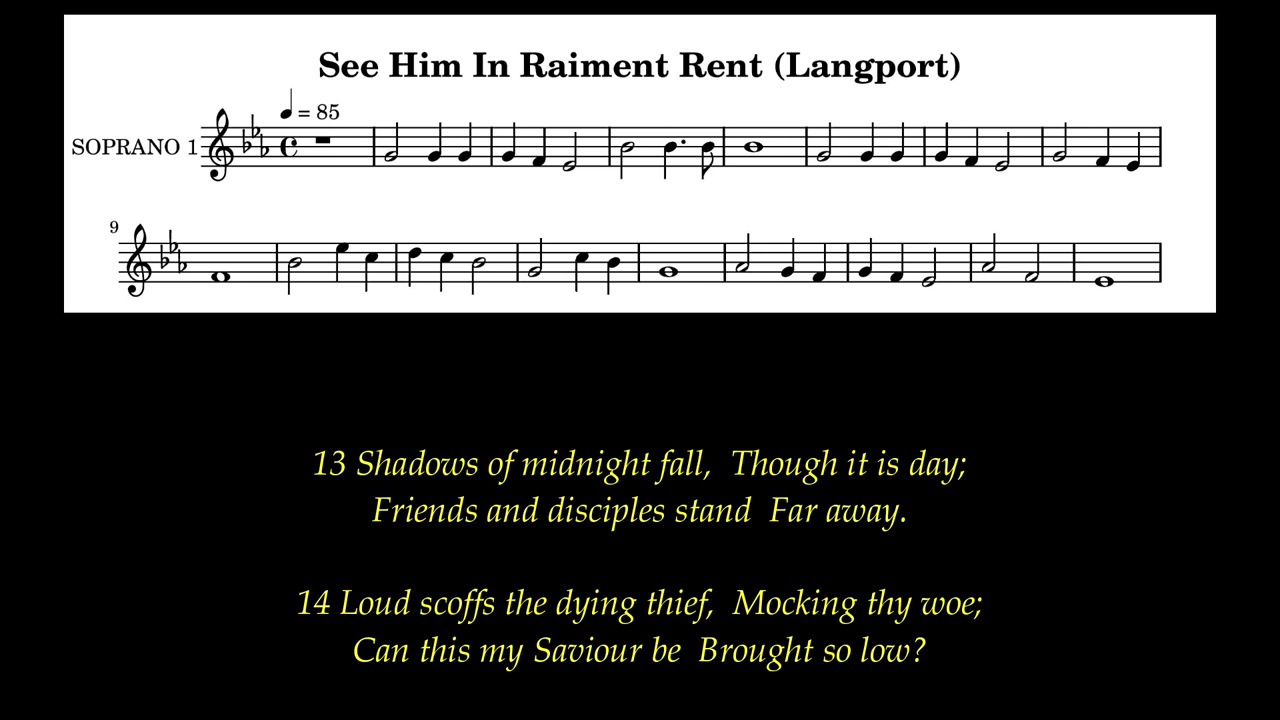 See Him In Raiment Rent (Langport)
= 85
SOPRANO 1
9
13 Shadows of midnight fall, Though it is day;
Friends and disciples stand Far away.
14 Loud scoffs the dying thief, Mocking thy woe;
Can this my Saviour be Brought so low?